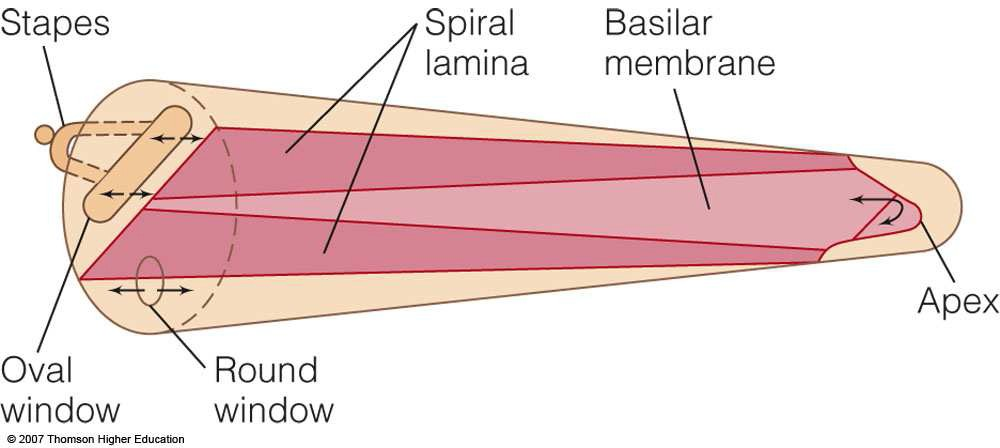 Stapes
Spiral
lamina
Basilar
membrane
Apex
Oval
window
Round
window
© 2007 Thomson Higher Education